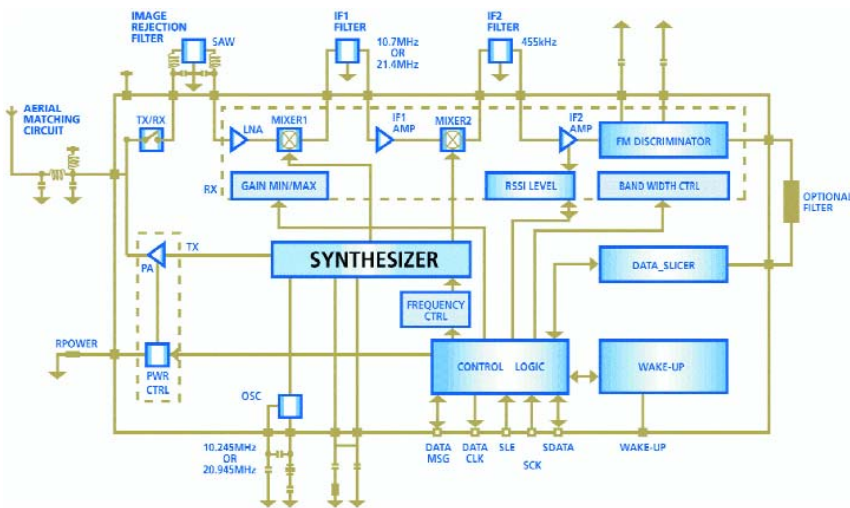 IMAGE
REJECTION
FILTER
SAW
IF1
FILTER
10.7MHz
OR
21.4MHz
IF2
FILTER
455kHz
AERIAL
MATCHING
CIRCUIT
TX/RX
LNA
MIXER1
IF1
AMP
MIXER2
IF2
AMP
FM DISCRIMINATOR
RX
GAIN MIN/MAX
RSSI LEVEL
BAND WIDTH CTRL
OPTIONAL
FILTER
TX
PA
SYNTHESIZER
DATA_SLICER
FREQUENCY
CTRL
RPOWER
PWR
CTRL
CONTROL LOGIC
WAKE-UP
OSC
10.245MHz
OR
20.945MHz
DATA
MSG
DATA
CLK
SLE
SCK
SDATA
WAKE-UP